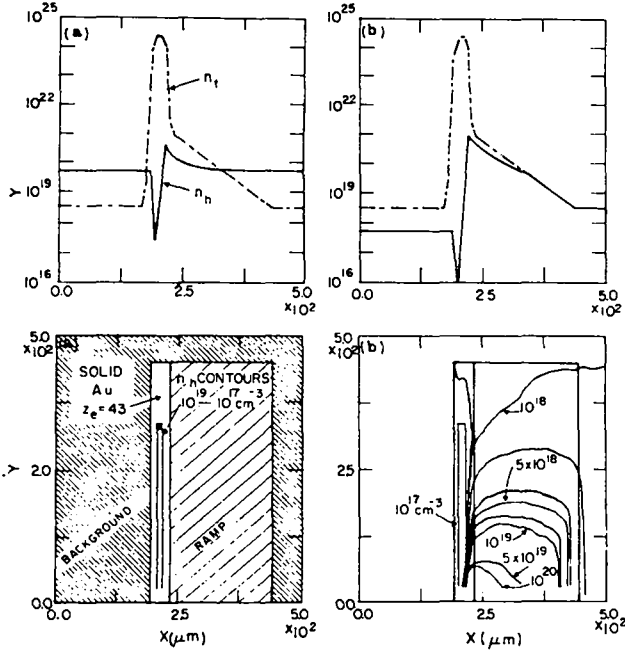 10^25
(a)
n_t
10^22
Y
10^19
n_h
10^16
0.0
2.5
5.0
x10^2
10^25
(b)
10^22
10^19
10^16
0.0
2.5
5.0
x10^2
5.0
x10^2
SOLID
Au
z_e=43
n_h CONTOURS
10^19 — 10^17 cm^-3
2.0
Y
BACKGROUND
RAMP
0.0
0.0
2.5
5.0
x10^2
X(μm)
5.0
x10^2
(b)
10^18
25
5x10^18
10^17 cm^-3
10^19
5x10^19
10^20
0.0
0.0
2.5
5.0
x10^2
X(μm)